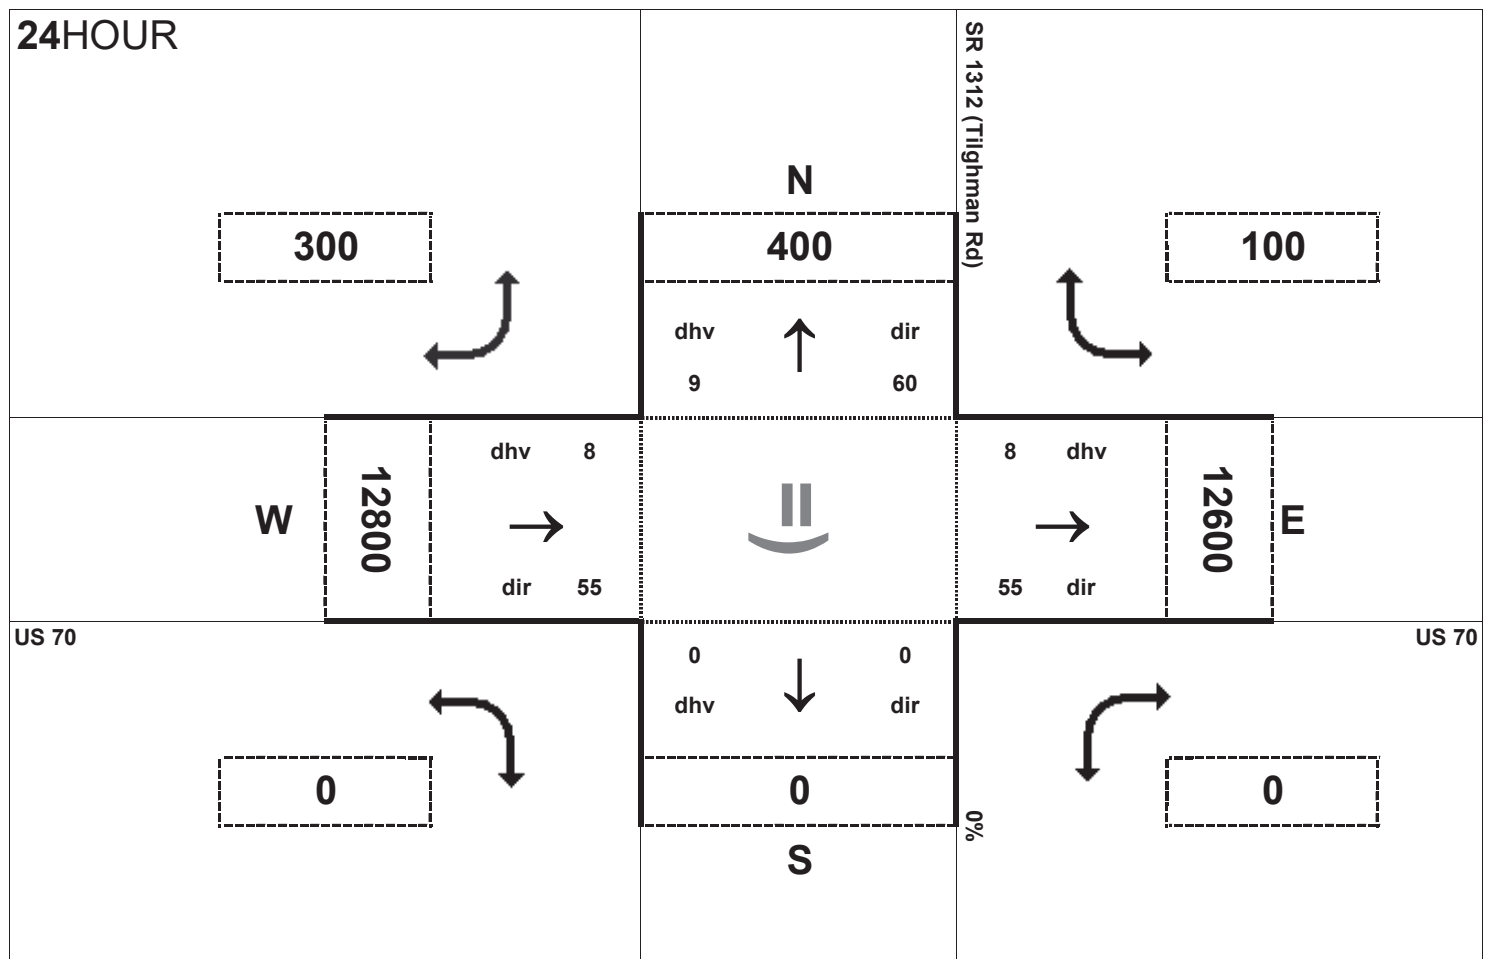 24HOUR
SR 1312 (Tilghman Rd)
N
300
400
100
dhv dir
9 60
dhv 8
8 dhv
W
12800
12600
E
dir 55
55 dir
US 70
US 70
0 0
dhv dir
0
0
0
0%
S